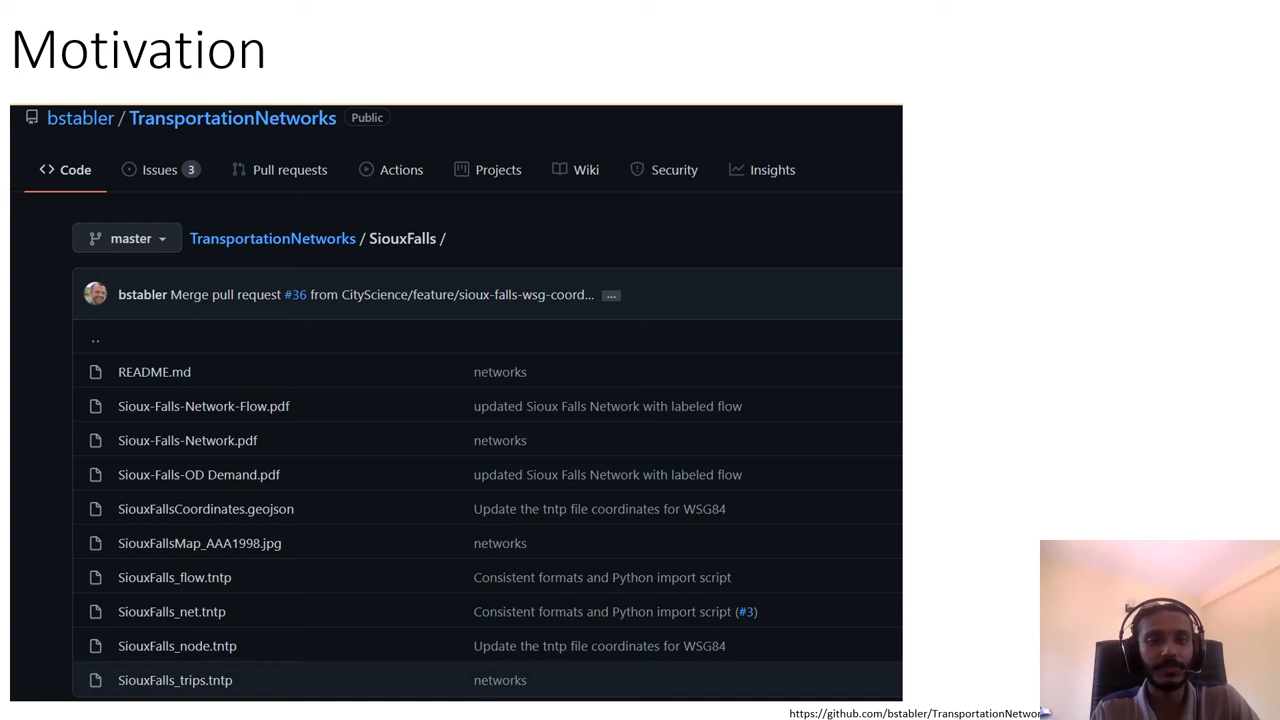 Motivation
bstabler / TransportationNetworks Public
Code Issues 3 Pull requests Actions Projects Wiki Security Insights
master TransportationNetworks / SiouxFalls /
bstabler Merge pull request #36 from CityScience/feature/sioux-falls-wsg-coord... ...
..
README.md networks
Sioux-Falls-Network-Flow.pdf updated Sioux Falls Network with labeled flow
Sioux-Falls-Network.pdf networks
Sioux-Falls-OD Demand.pdf updated Sioux Falls Network with labeled flow
SiouxFallsCoordinates.geojson Update the tntp file coordinates for WSG84
SiouxFallsMap_AAA1998.jpg networks
SiouxFalls_flow.tntp Consistent formats and Python import script
SiouxFalls_net.tntp Consistent formats and Python import script (#3)
SiouxFalls_node.tntp Update the tntp file coordinates for WSG84
SiouxFalls_trips.tntp networks
https://github.com/bstabler/TransportationNetwor